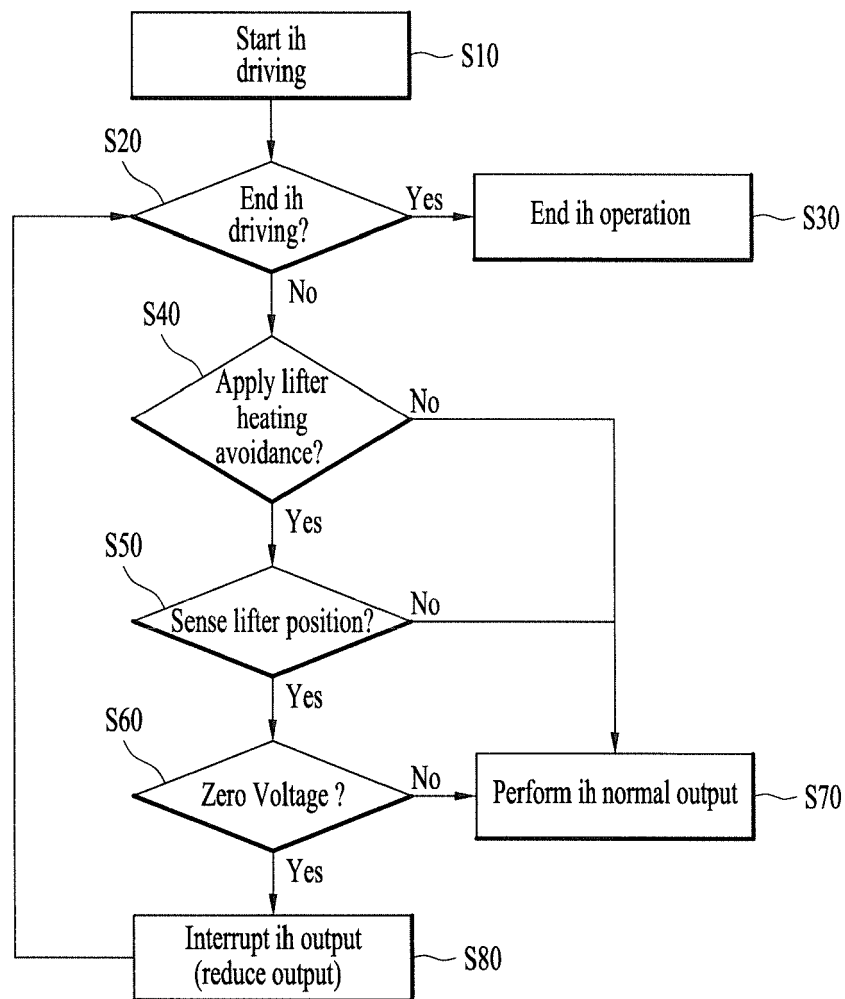 Start ih
driving
S10
S20
End ih
driving?
Yes
End ih operation
S30
No
S40
Apply lifter
heating
avoidance?
No
Yes
S50
Sense lifter position?
No
Yes
S60
Zero Voltage ?
No
Perform ih normal output
S70
Yes
Interrupt ih output
(reduce output)
S80